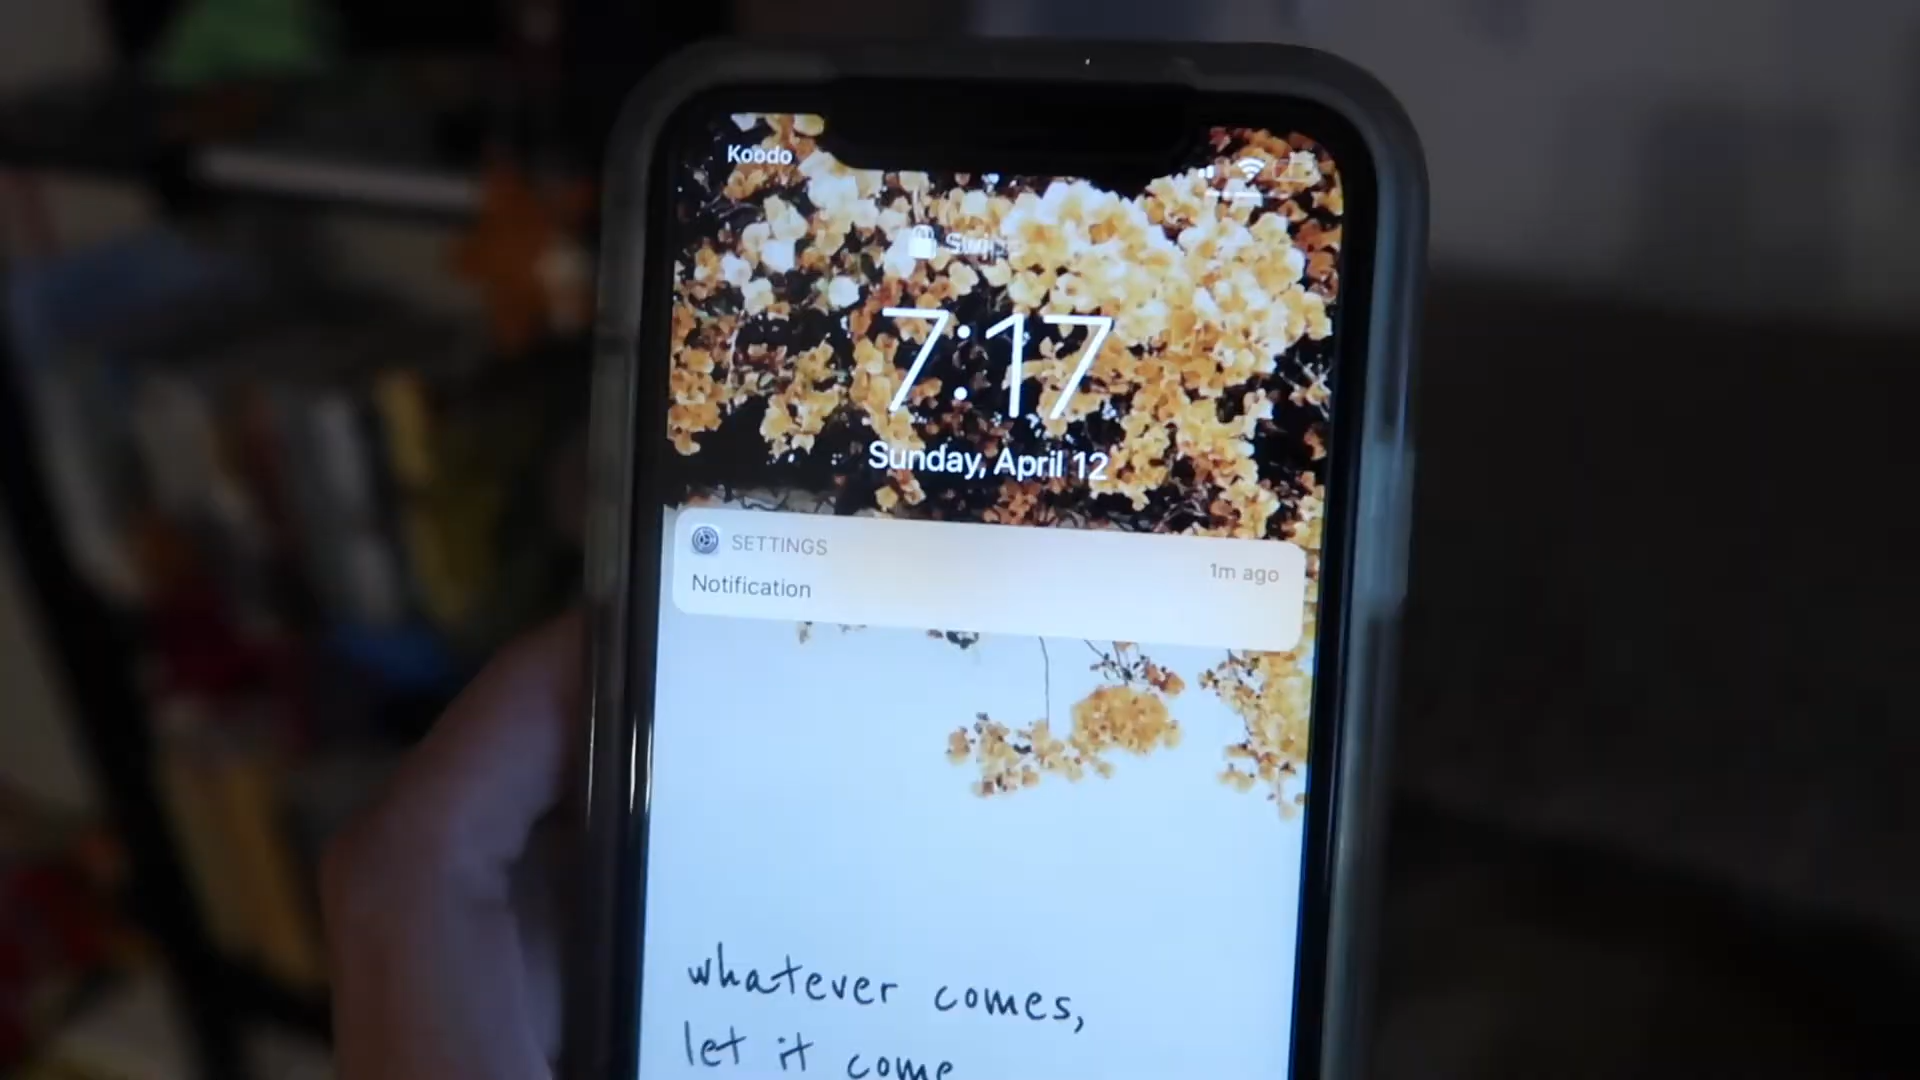 Koodo
7:17
Sunday, April 12
SETTINGS
1m ago
Notification
whatever comes,
let it come